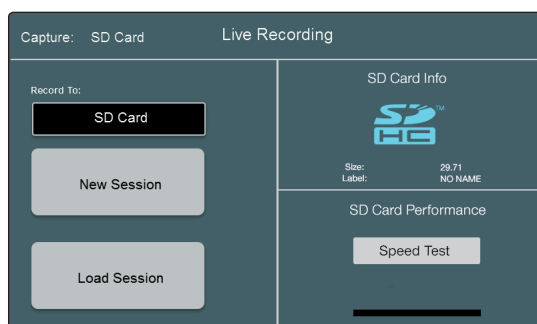 Capture: SD Card
Live Recording
Record To:
SD Card
New Session
Load Session
SD Card Info
SD TM
HC
Size: 29.71
Label: NO NAME
SD Card Performance
Speed Test